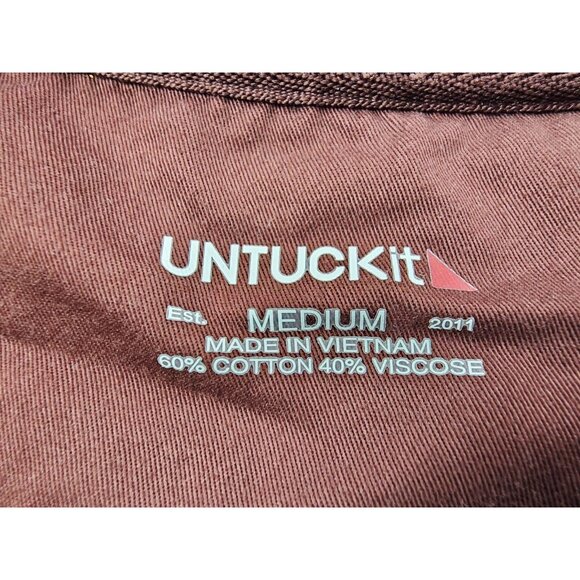 UNTUCKit
Est. MEDIUM 2011
MADE IN VIETNAM
60% COTTON 40% VISCOSE